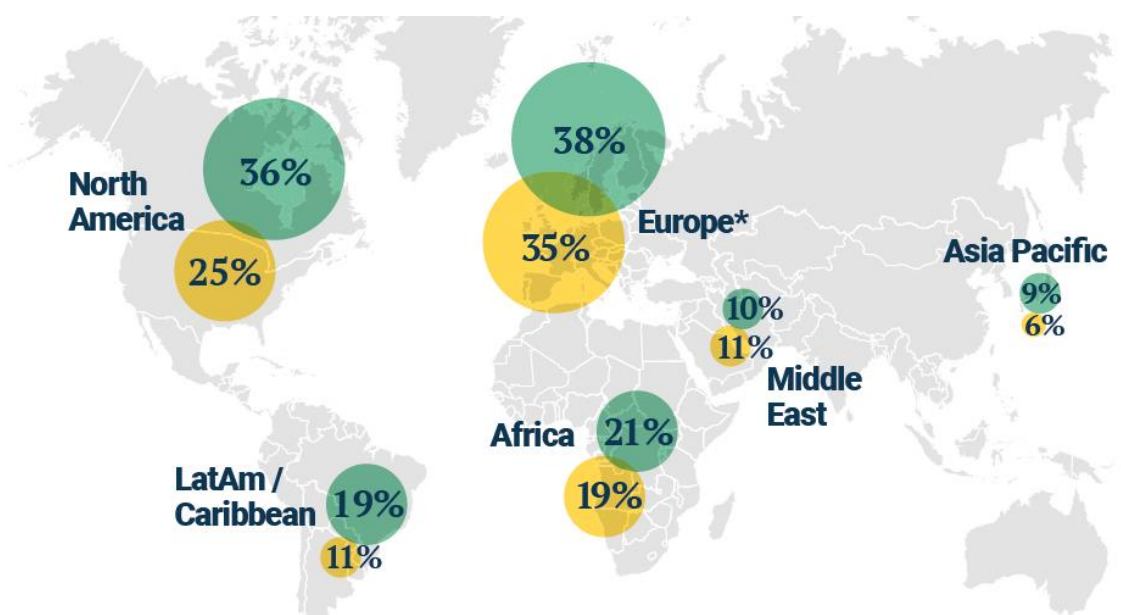 North
America
36%
25%
38%
35%
Europe*
Asia Pacific
9%
6%
10%
11%
Middle
East
Africa
21%
19%
LatAm /
Caribbean
19%
11%